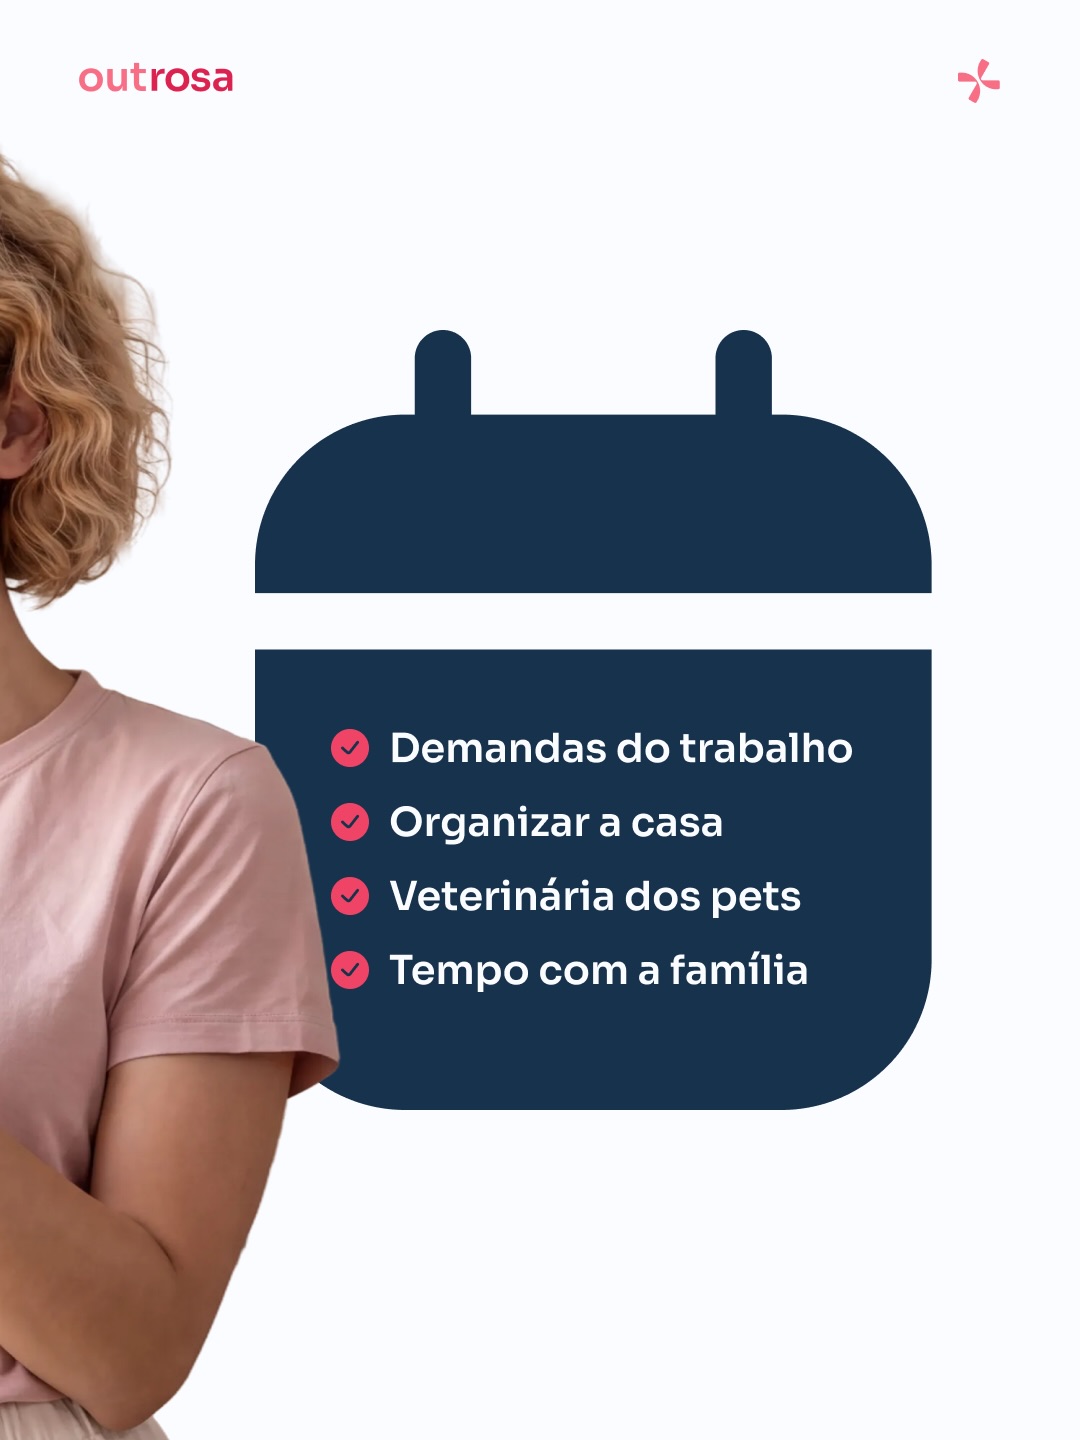 outrosa
Demandas do trabalho
Organizar a casa
Veterinária dos pets
Tempo com a família